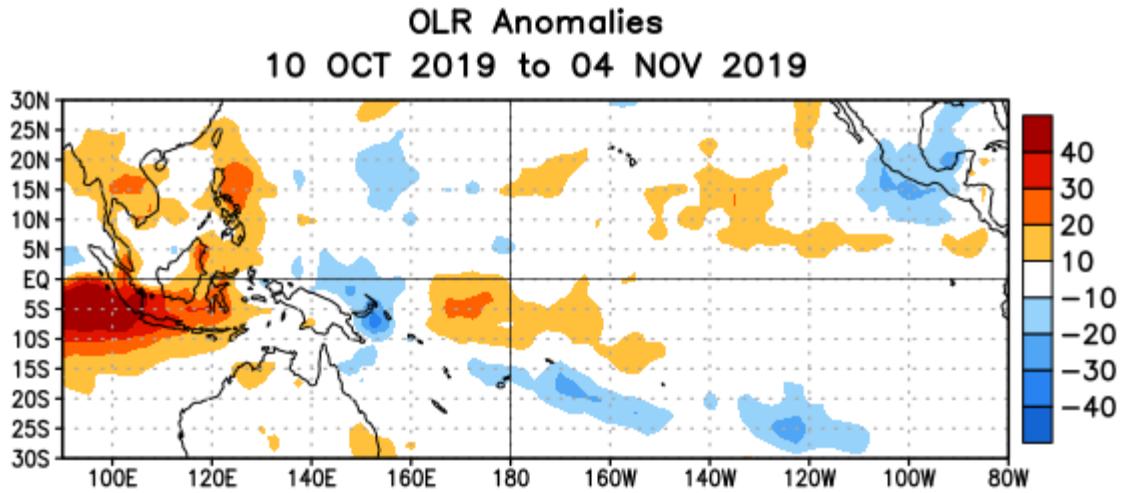 OLR Anomalies
10 OCT 2019 to 04 NOV 2019
30N
25N
20N
15N
10N
5N
EQ
5S
10S
15S
20S
25S
30S
100E 120E 140E 160E 180 160W 140W 120W 100W 80W
40
30
20
10
-10
-20
-30
-40